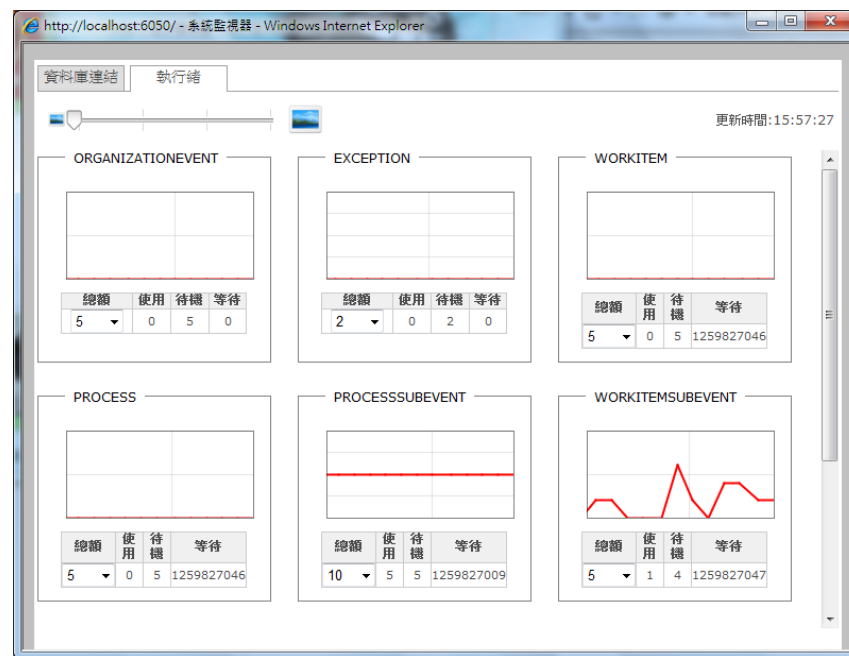 http://localhost:6050/ - 系統監視器 - Windows Internet Explorer
資料庫連結 執行緒
更新時間:15:57:27
ORGANIZATIONEVENT EXCEPTION WORKITEM
總額 使用 待機 等待 總額 使用 待機 等待 總額 使用 待機 等待
5 0 5 0 2 0 2 0 5 0 5 1259827046
PROCESS PROCESSSUBEVENT WORKITEMSUBEVENT
總額 使用 待機 等待 總額 使用 待機 等待 總額 使用 待機 等待
5 0 5 1259827046 10 5 5 1259827009 5 1 4 1259827047